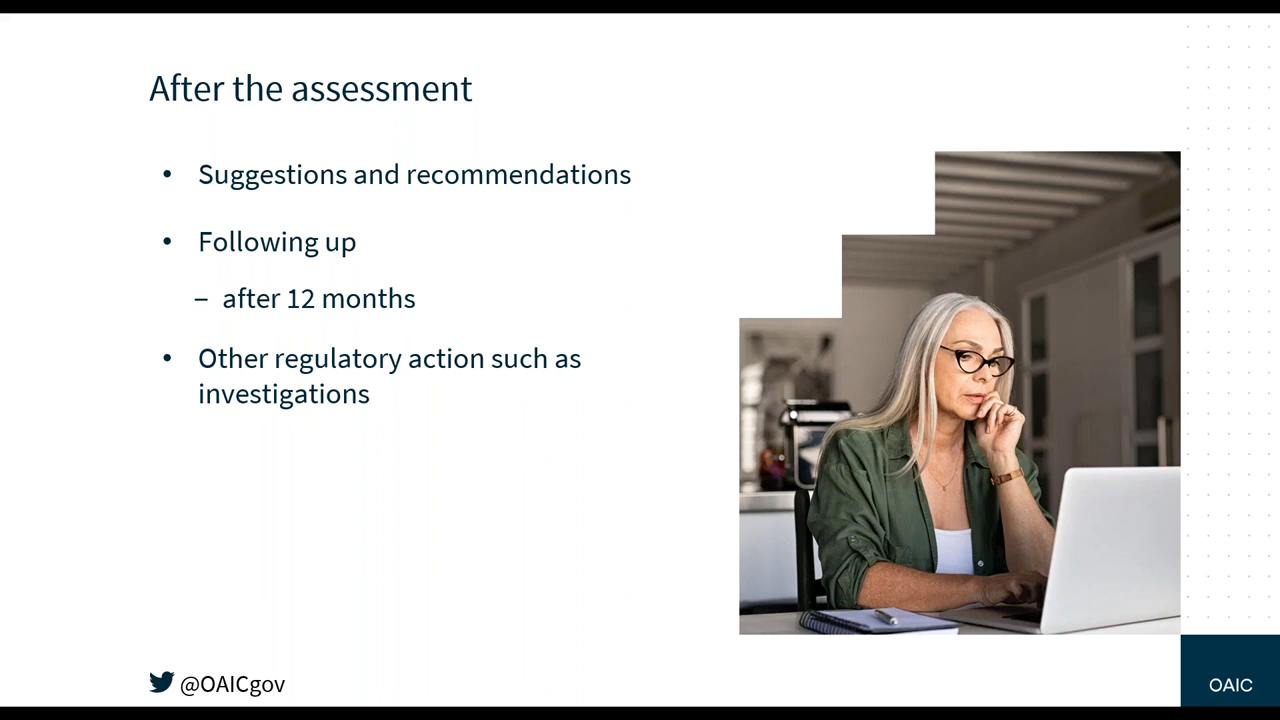 After the assessment
• Suggestions and recommendations
• Following up
– after 12 months
• Other regulatory action such as
investigations
@OAICgov
OAIC